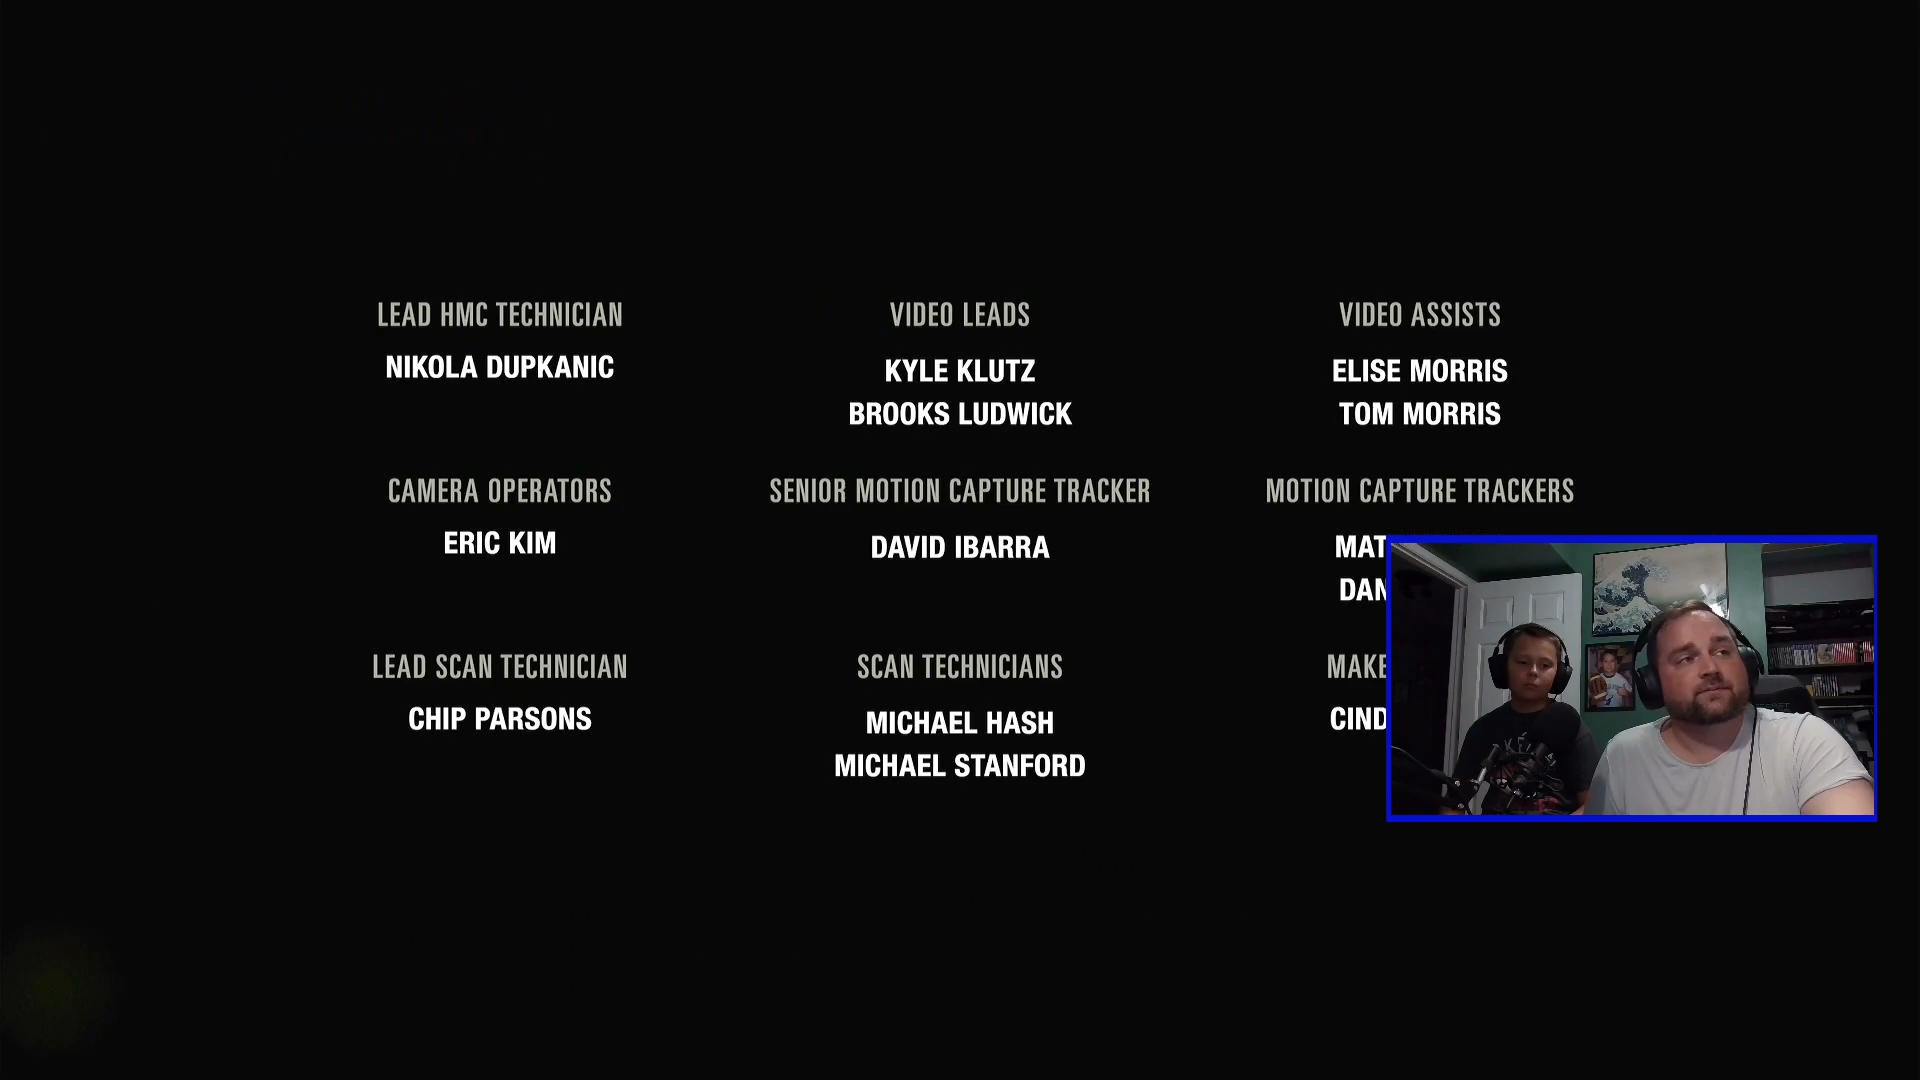 LEAD HMC TECHNICIAN
NIKOLA DUPKANIC
VIDEO LEADS
KYLE KLUTZ
BROOKS LUDWICK
VIDEO ASSISTS
ELISE MORRIS
TOM MORRIS
CAMERA OPERATORS
ERIC KIM
SENIOR MOTION CAPTURE TRACKER
DAVID IBARRA
MOTION CAPTURE TRACKERS
LEAD SCAN TECHNICIAN
CHIP PARSONS
SCAN TECHNICIANS
MICHAEL HASH
MICHAEL STANFORD